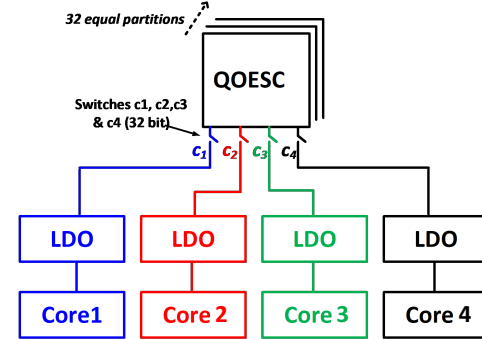 32 equal partitions
QOESC
Switches c1, c2,c3
& c4 (32 bit)
c1 c2 c3 c4
LDO LDO LDO LDO
Core1 Core 2 Core 3 Core 4